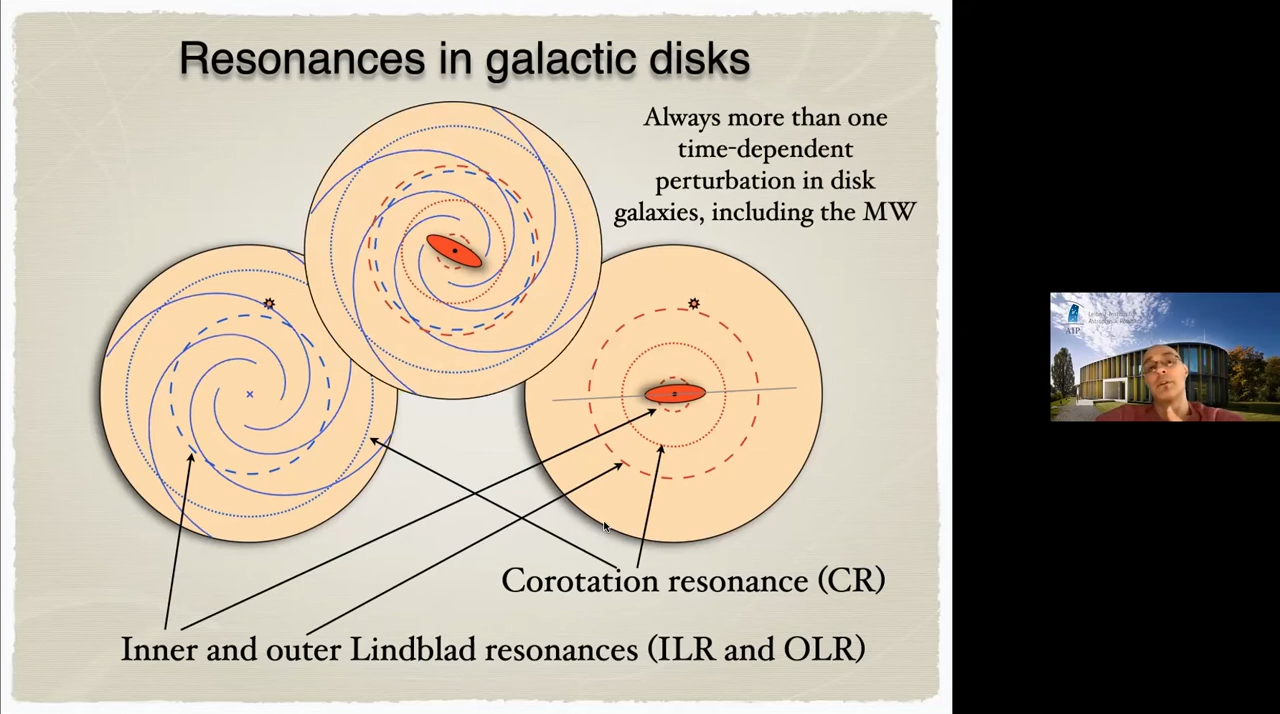 Resonances in galactic disks
Always more than one
time-dependent
perturbation in disk
galaxies, including the MW
Corotation resonance (CR)
Inner and outer Lindblad resonances (ILR and OLR)
AIP